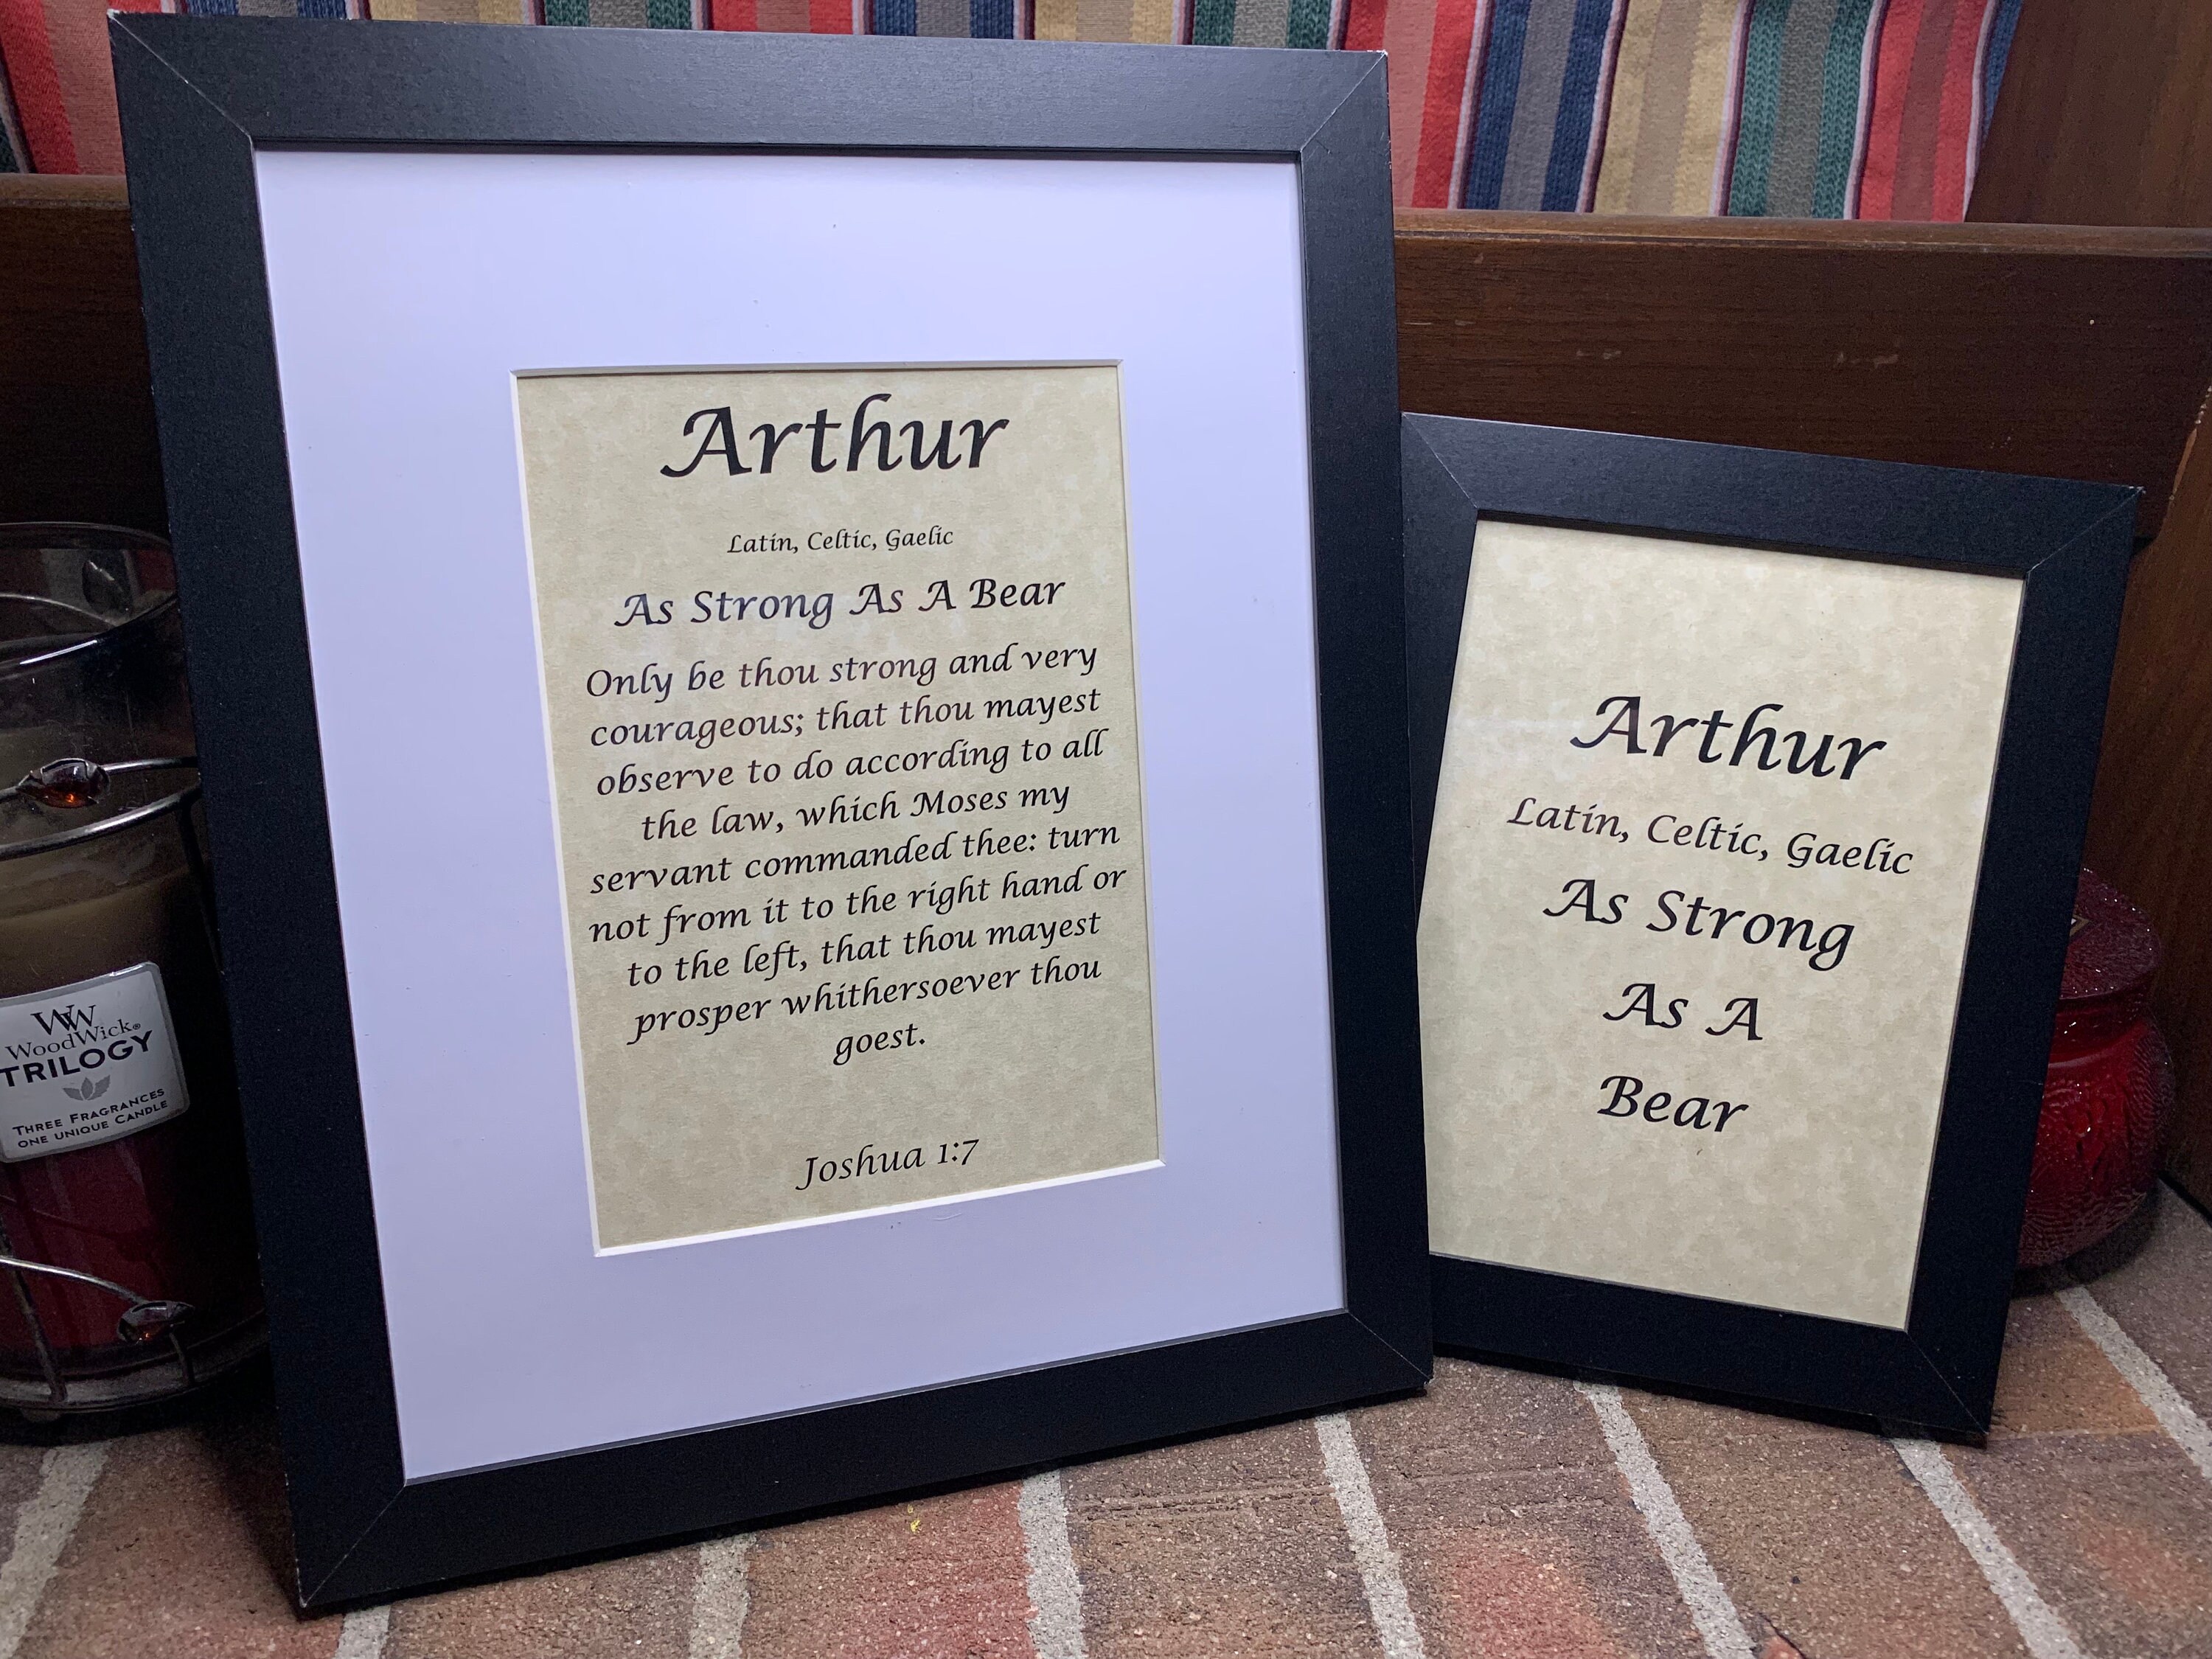 Arthur
Latin, Celtic, Gaelic
As Strong As A Bear
Only be thou strong and very
courageous; that thou mayest
observe to do according to all
the law, which Moses my
servant commanded thee: turn
not from it to the right hand or
to the left, that thou mayest
prosper whithersoever thou
goest.
Joshua 1:7
Arthur
Latin, Celtic, Gaelic
As Strong
As A
Bear
WW
WoodWick®
TRILOGY
THREE FRAGRANCES
ONE UNIQUE CANDLE